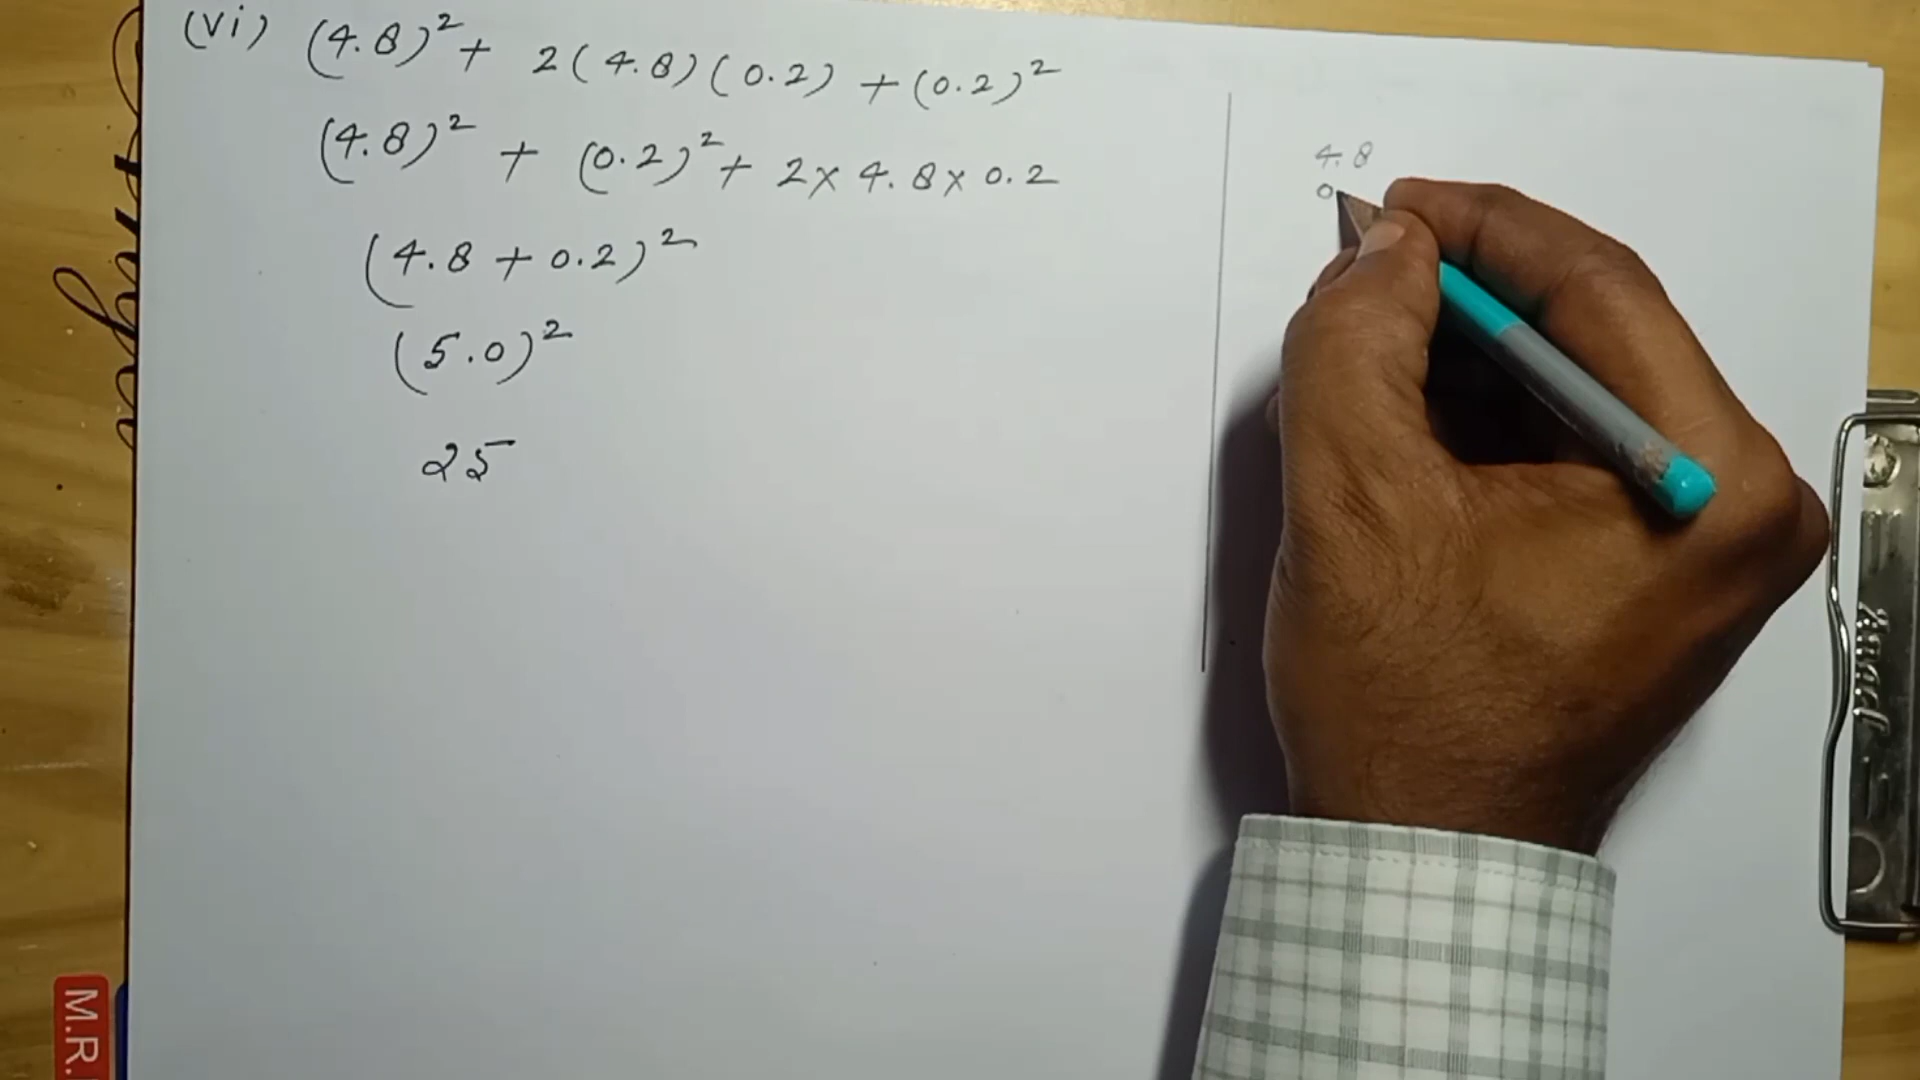 (vi) (4.8)² + 2(4.8)(0.2) + (0.2)²
(4.8)² + (0.2)² + 2 × 4.8 × 0.2
(4.8 + 0.2)²
(5.0)²
25
4.8
0
M.R.